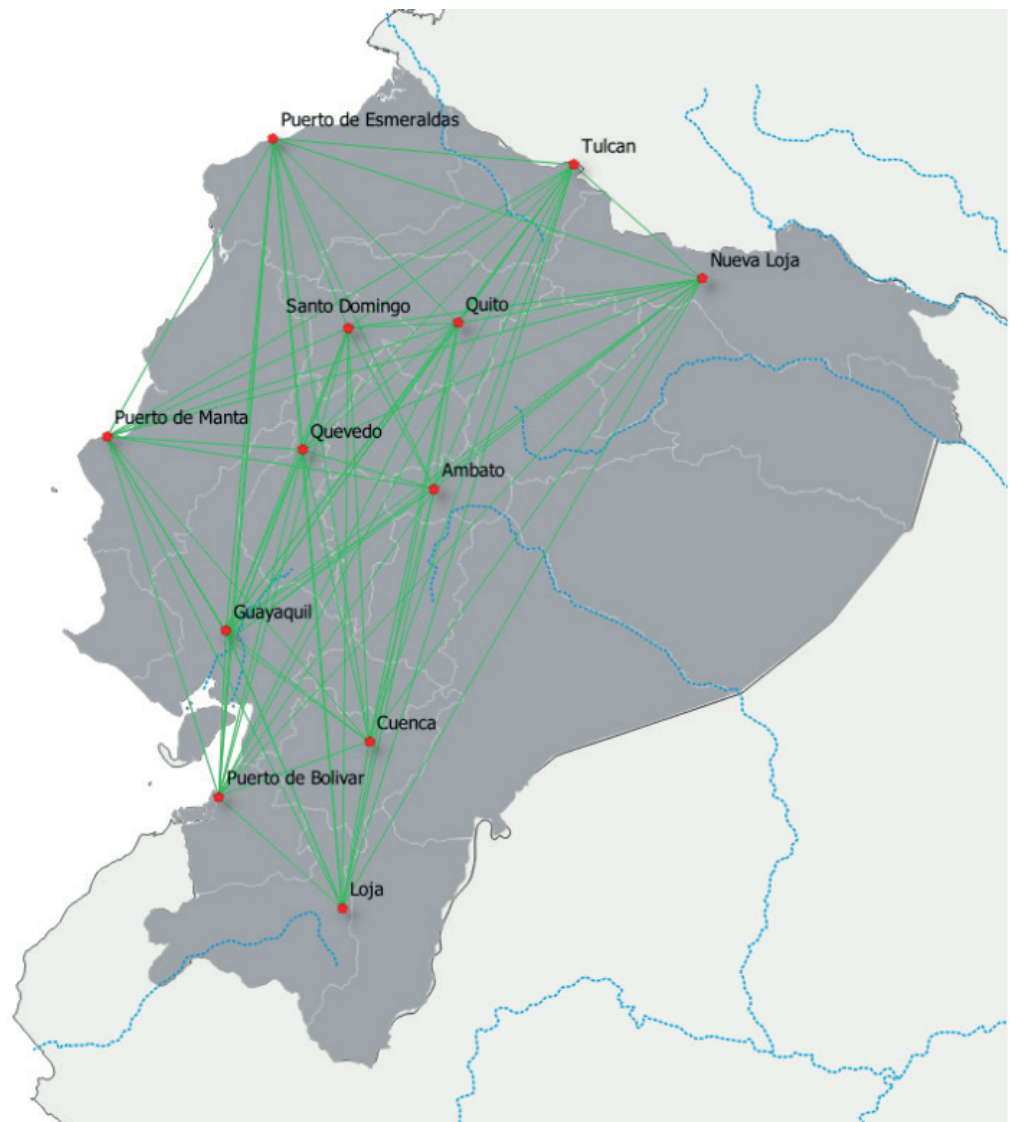 Puerto de Esmeraldas
Tulcan
Nueva Loja
Santo Domingo
Quito
Puerto de Manta
Quevedo
Ambato
Guayaquil
Cuenca
Puerto de Bolivar
Loja